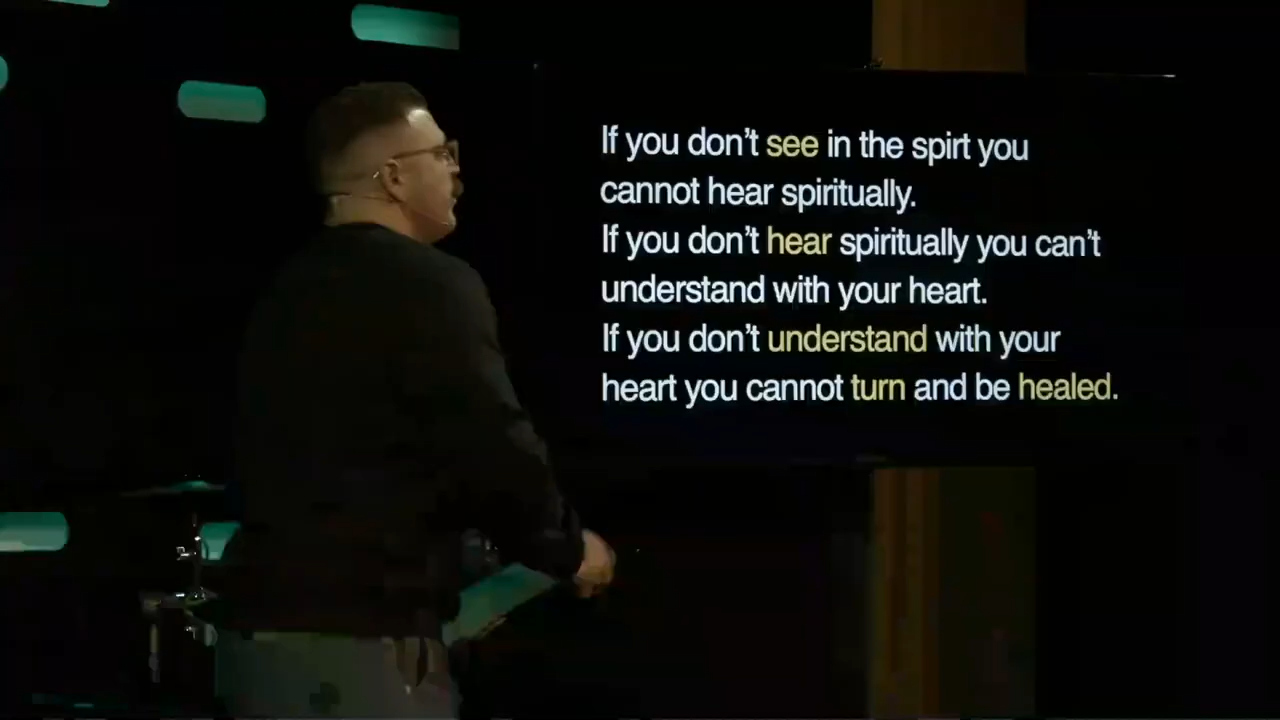 If you don't see in the spirt you
cannot hear spiritually.
If you don't hear spiritually you can't
understand with your heart.
If you don't understand with your
heart you cannot turn and be healed.